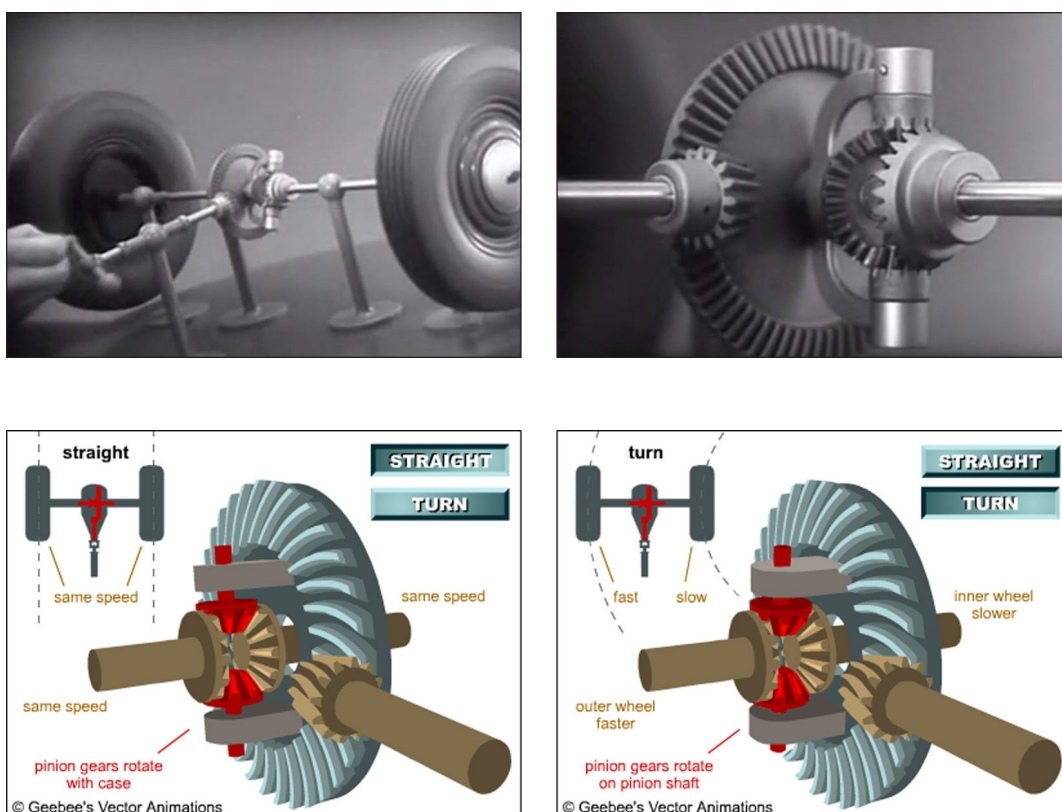 straight
STRAIGHT
TURN
same speed
same speed
same speed
pinion gears rotate
with case
© Geebee's Vector Animations
turn
STRAIGHT
TURN
fast
slow
inner wheel
slower
outer wheel
faster
pinion gears rotate
on pinion shaft
© Geebee's Vector Animations